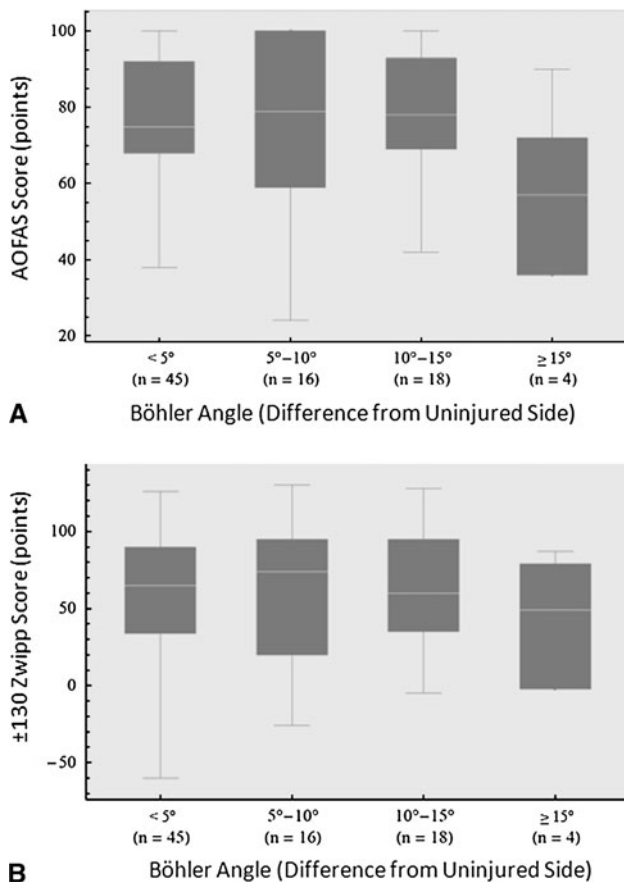 100
80
60
40
20
AOFAS Score (points)
< 5°
(n = 45)
5°–10°
(n = 16)
10°–15°
(n = 18)
≥ 15°
(n = 4)
A
Böhler Angle (Difference from Uninjured Side)
100
50
0
−50
±130 Zwipp Score (points)
< 5°
(n = 45)
5°–10°
(n = 16)
10°–15°
(n = 18)
≥ 15°
(n = 4)
B
Böhler Angle (Difference from Uninjured Side)